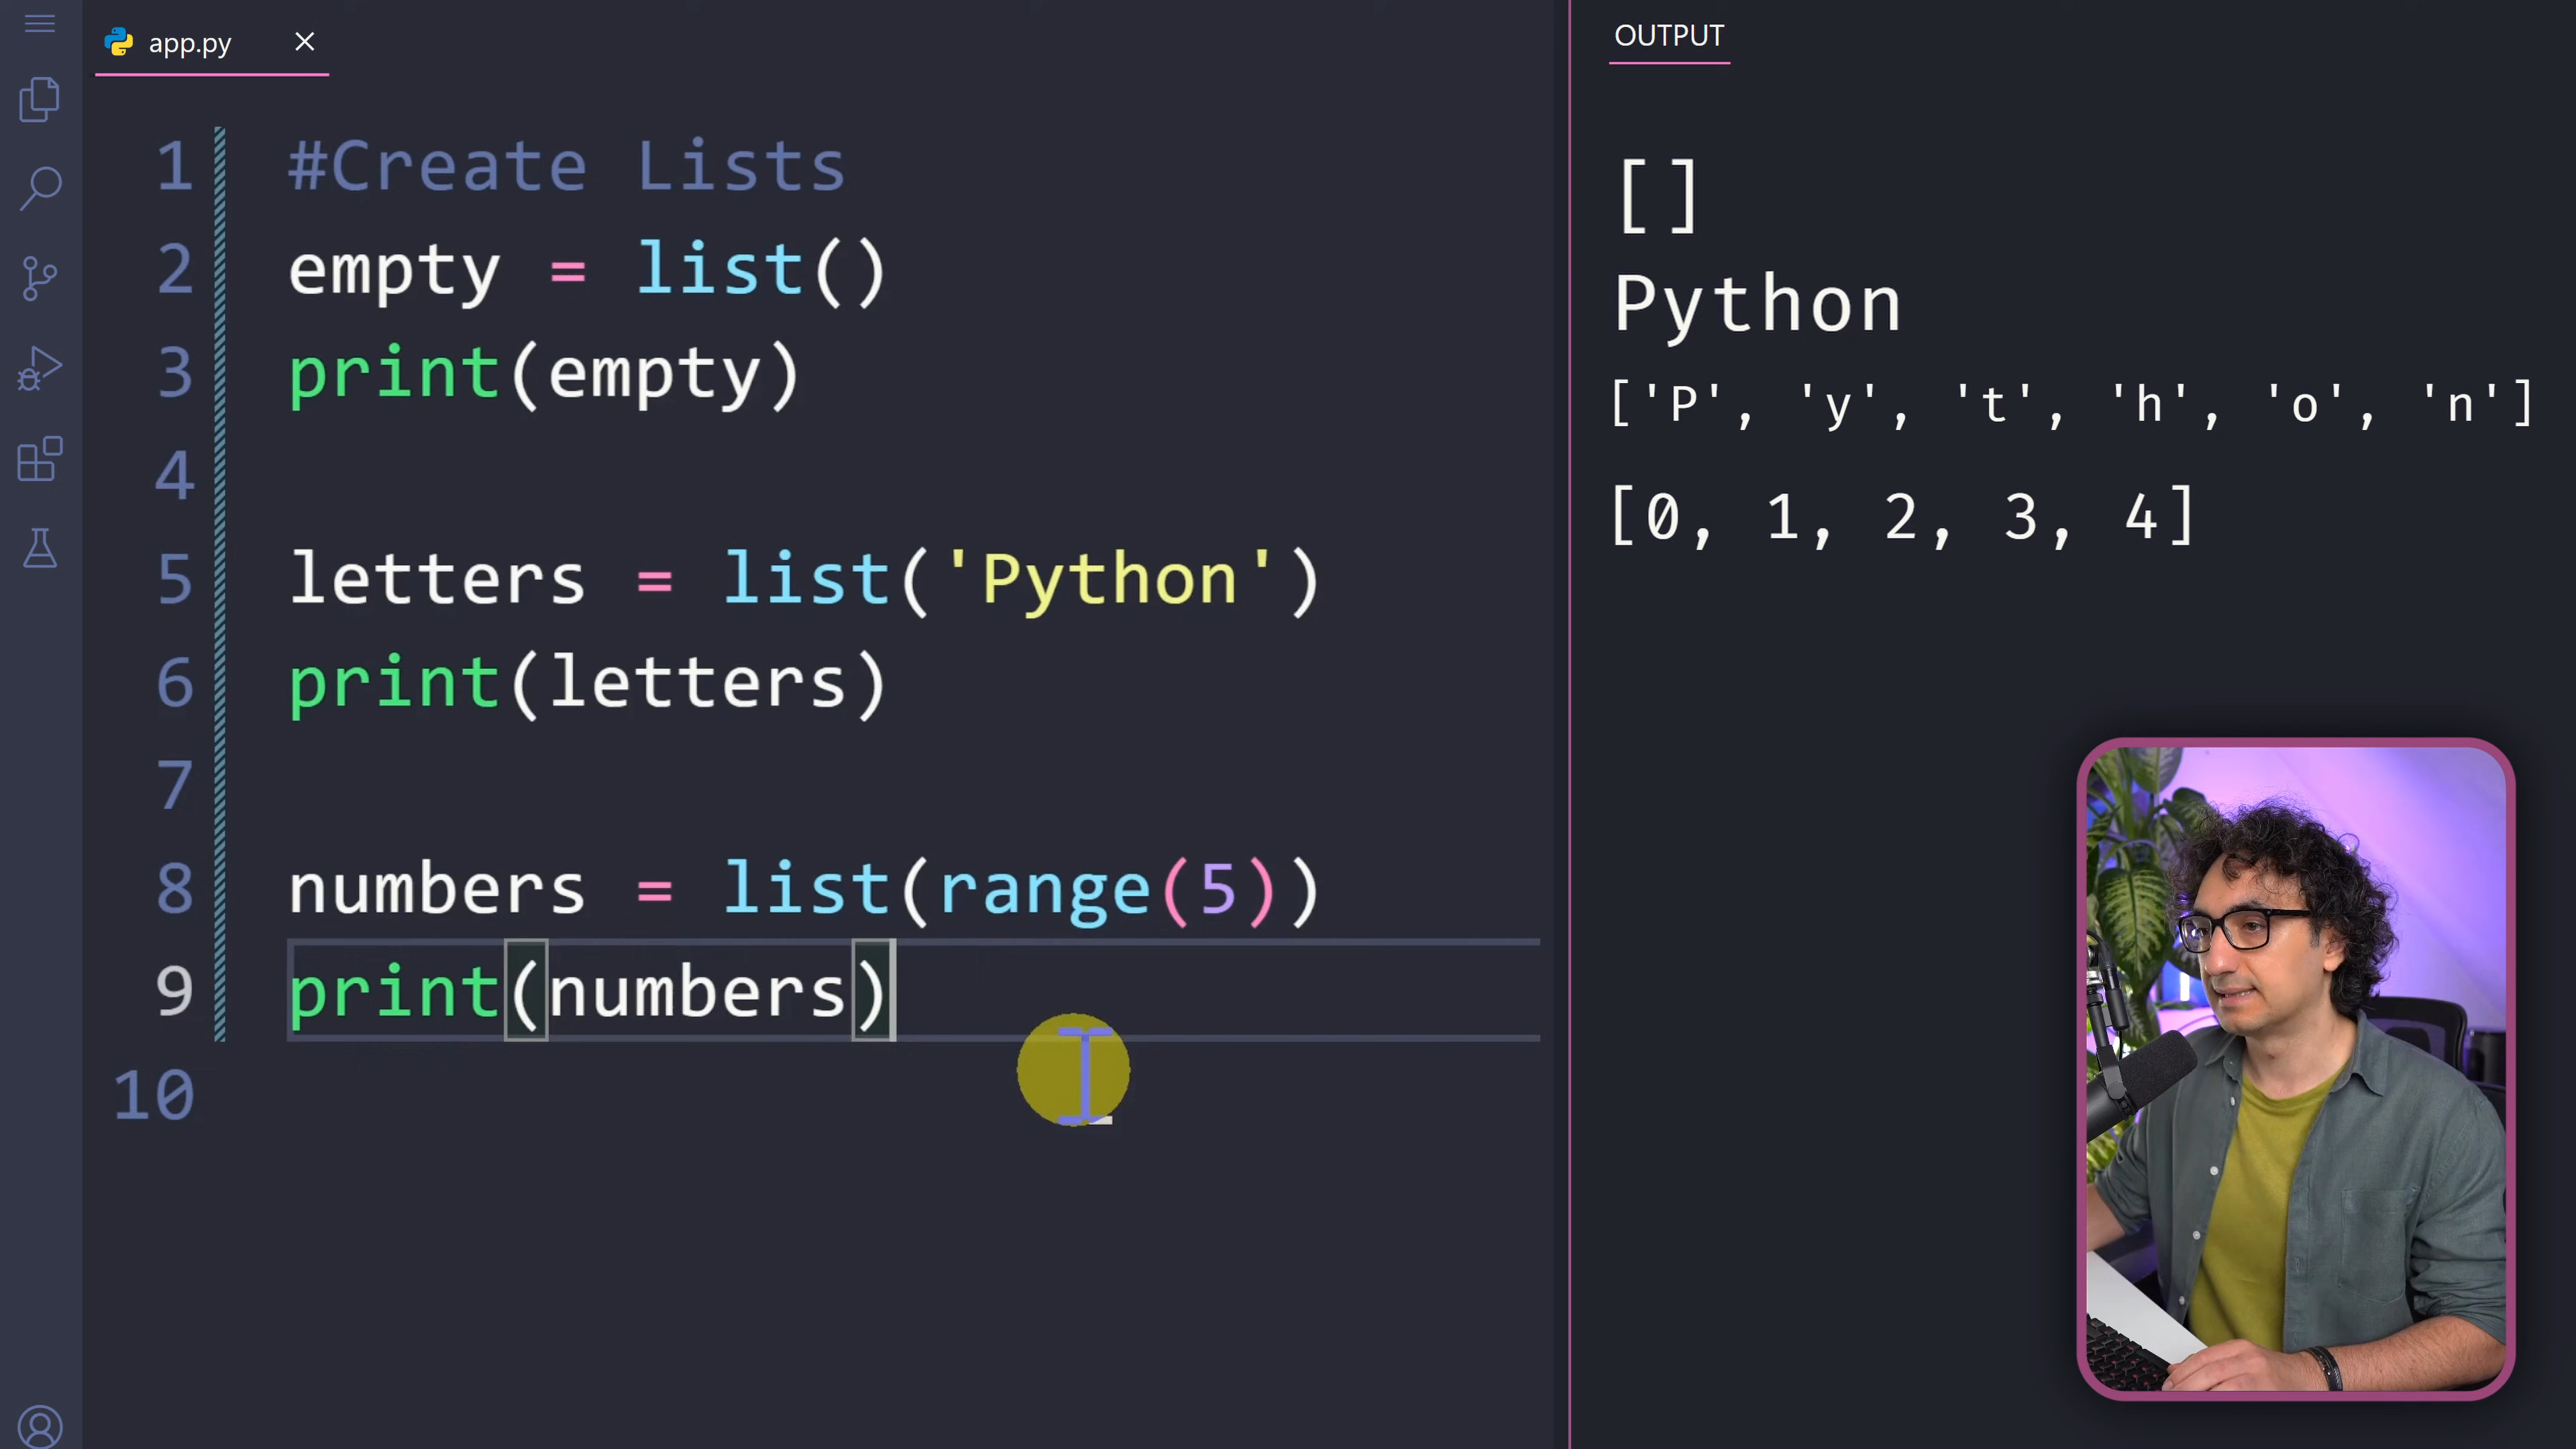 app.py
1 #Create Lists
2 empty = list()
3 print(empty)
4
5 letters = list('Python')
6 print(letters)
7
8 numbers = list(range(5))
9 print(numbers)
10
OUTPUT
[]
Python
['P', 'y', 't', 'h', 'o', 'n']
[0, 1, 2, 3, 4]